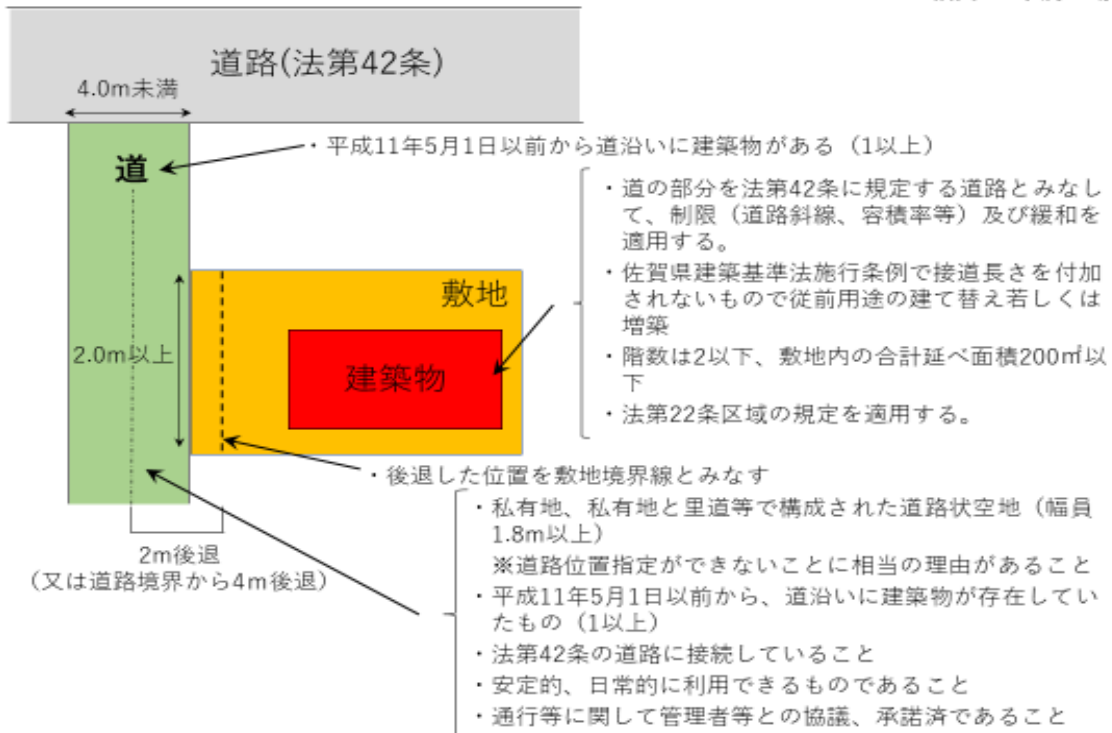 道路(法第42条)
4.0m未満
道
・平成11年5月1日以前から道沿いに建築物がある（1以上）
・道の部分を法第42条に規定する道路とみなし
て、制限（道路斜線、容積率等）及び緩和を
適用する。
・佐賀県建築基準法施行条例で接道長さを付加
されないもので従前用途の建て替え若しくは
増築
・階数は2以下、敷地内の合計延べ面積200㎡以
下
・法第22条区域の規定を適用する。
敷地
2.0m以上
建築物
・後退した位置を敷地境界線とみなす
2m後退
（又は道路境界から4m後退）
・私有地、私有地と里道等で構成された道路状空地（幅員
1.8m以上）
※道路位置指定ができないことに相当の理由があること
・平成11年5月1日以前から、道沿いに建築物が存在してい
たもの（1以上）
・法第42条の道路に接続していること
・安定的、日常的に利用できるものであること
・通行等に関して管理者等との協議、承諾済であること